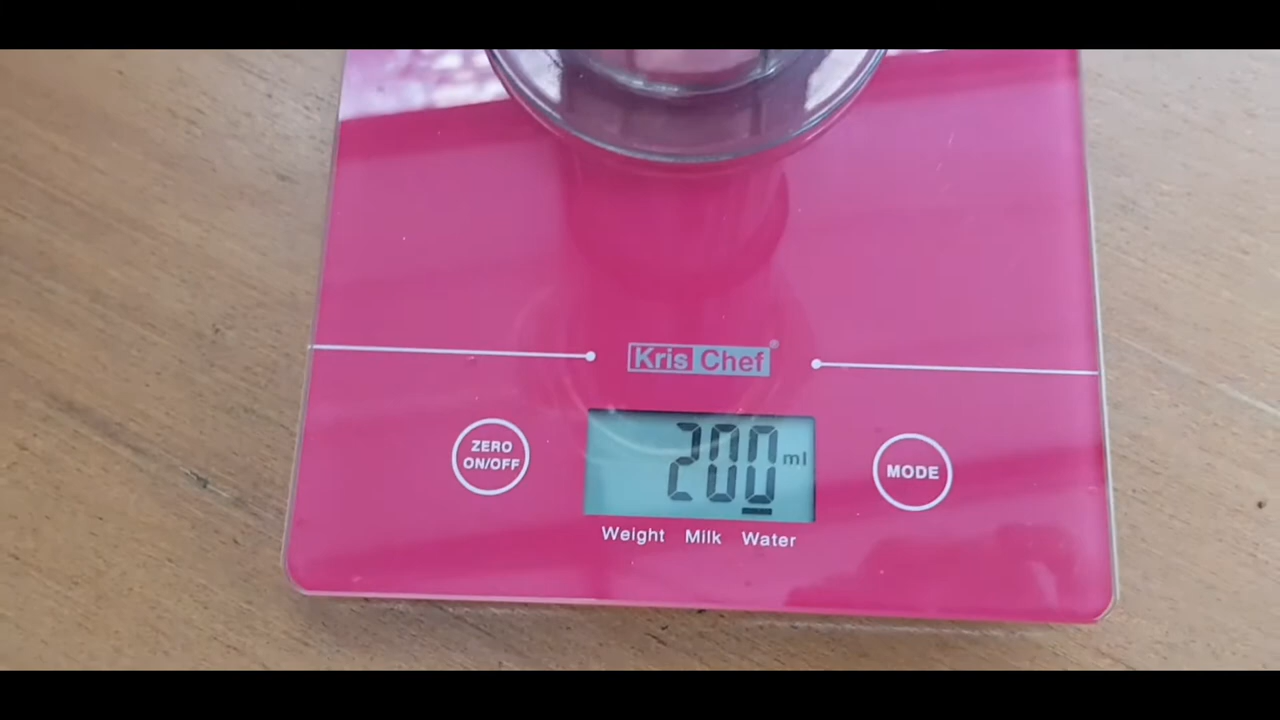 Kris Chef®
ZERO
ON/OFF
200 ml
MODE
Weight Milk Water